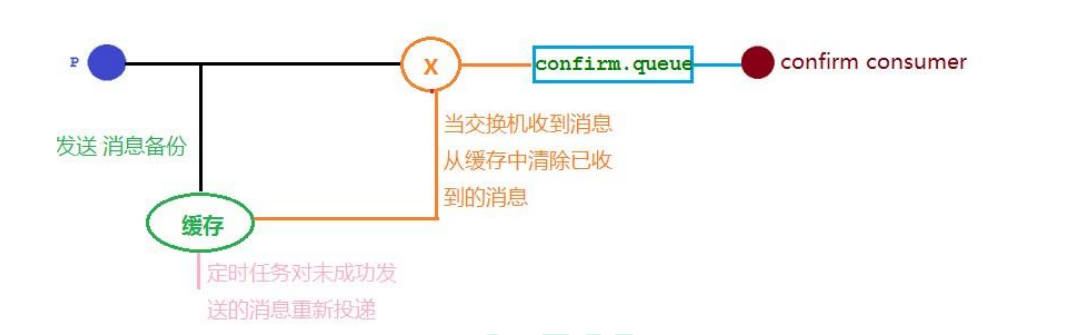 P
X
confirm.queue
confirm consumer
当交换机收到消息
从缓存中清除已收
到的消息
发送 消息备份
缓存
定时任务对未成功发
送的消息重新投递